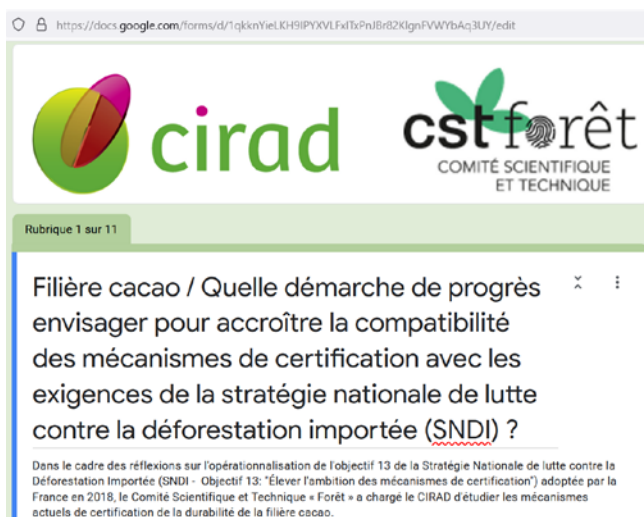 https://docs.google.com/forms/d/1qkknYieLKH9IPYXVLFxlTxPnJBr82KlgnFVWYbAq3UY/edit
cirad
cst forêt
COMITÉ SCIENTIFIQUE
ET TECHNIQUE
Rubrique 1 sur 11
Filière cacao / Quelle démarche de progrès
envisager pour accroître la compatibilité
des mécanismes de certification avec les
exigences de la stratégie nationale de lutte
contre la déforestation importée (SNDI) ?
Dans le cadre des réflexions sur l'opérationnalisation de l'objectif 13 de la Stratégie Nationale de lutte contre la
Déforestation Importée (SNDI - Objectif 13: "Élever l'ambition des mécanismes de certification") adoptée par la
France en 2018, le Comité Scientifique et Technique « Forêt » a chargé le CIRAD d'étudier les mécanismes
actuels de certification de la durabilité de la filière cacao.